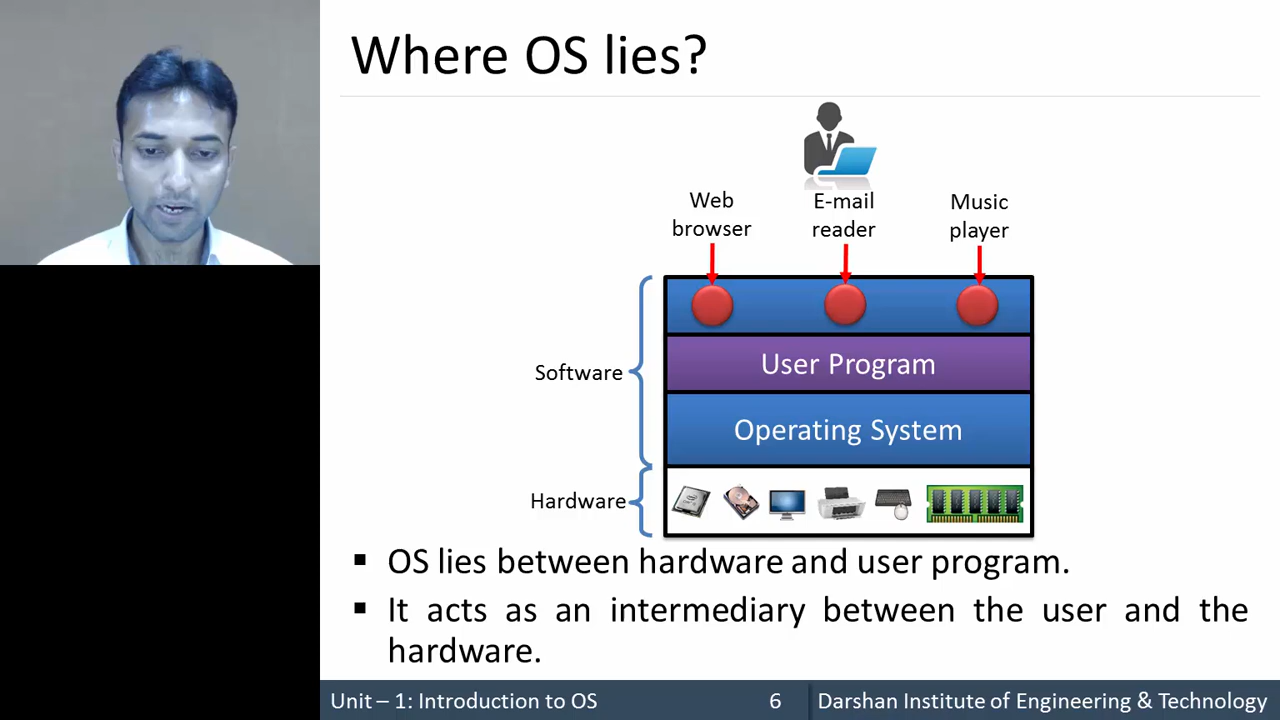 Where OS lies?
Web
browser
E-mail
reader
Music
player
Software
User Program
Operating System
Hardware
▪ OS lies between hardware and user program.
▪ It acts as an intermediary between the user and the
hardware.
Unit – 1: Introduction to OS
6
Darshan Institute of Engineering & Technology